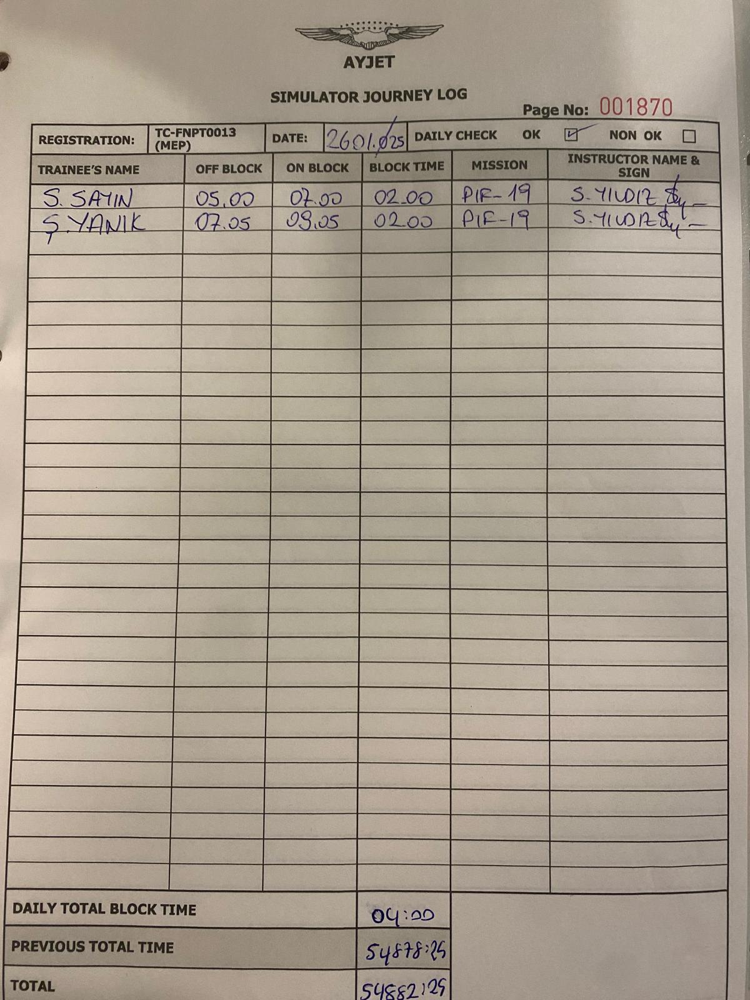 AYJET
SIMULATOR JOURNEY LOG
Page No: 001870
REGISTRATION: TC-FNPT0013 (MEP) DATE: 2601.025 DAILY CHECK OK ☑ NON OK ☐
TRAINEE'S NAME OFF BLOCK ON BLOCK BLOCK TIME MISSION INSTRUCTOR NAME & SIGN
S. SAYIN 05.00 07.00 02.00 PIF-19 S. YILDIZ
Ş. YANIK 07.05 09.05 02.00 PIF-19 S. YILDIZ
DAILY TOTAL BLOCK TIME 04:00
PREVIOUS TOTAL TIME 54878:25
TOTAL 54882:25